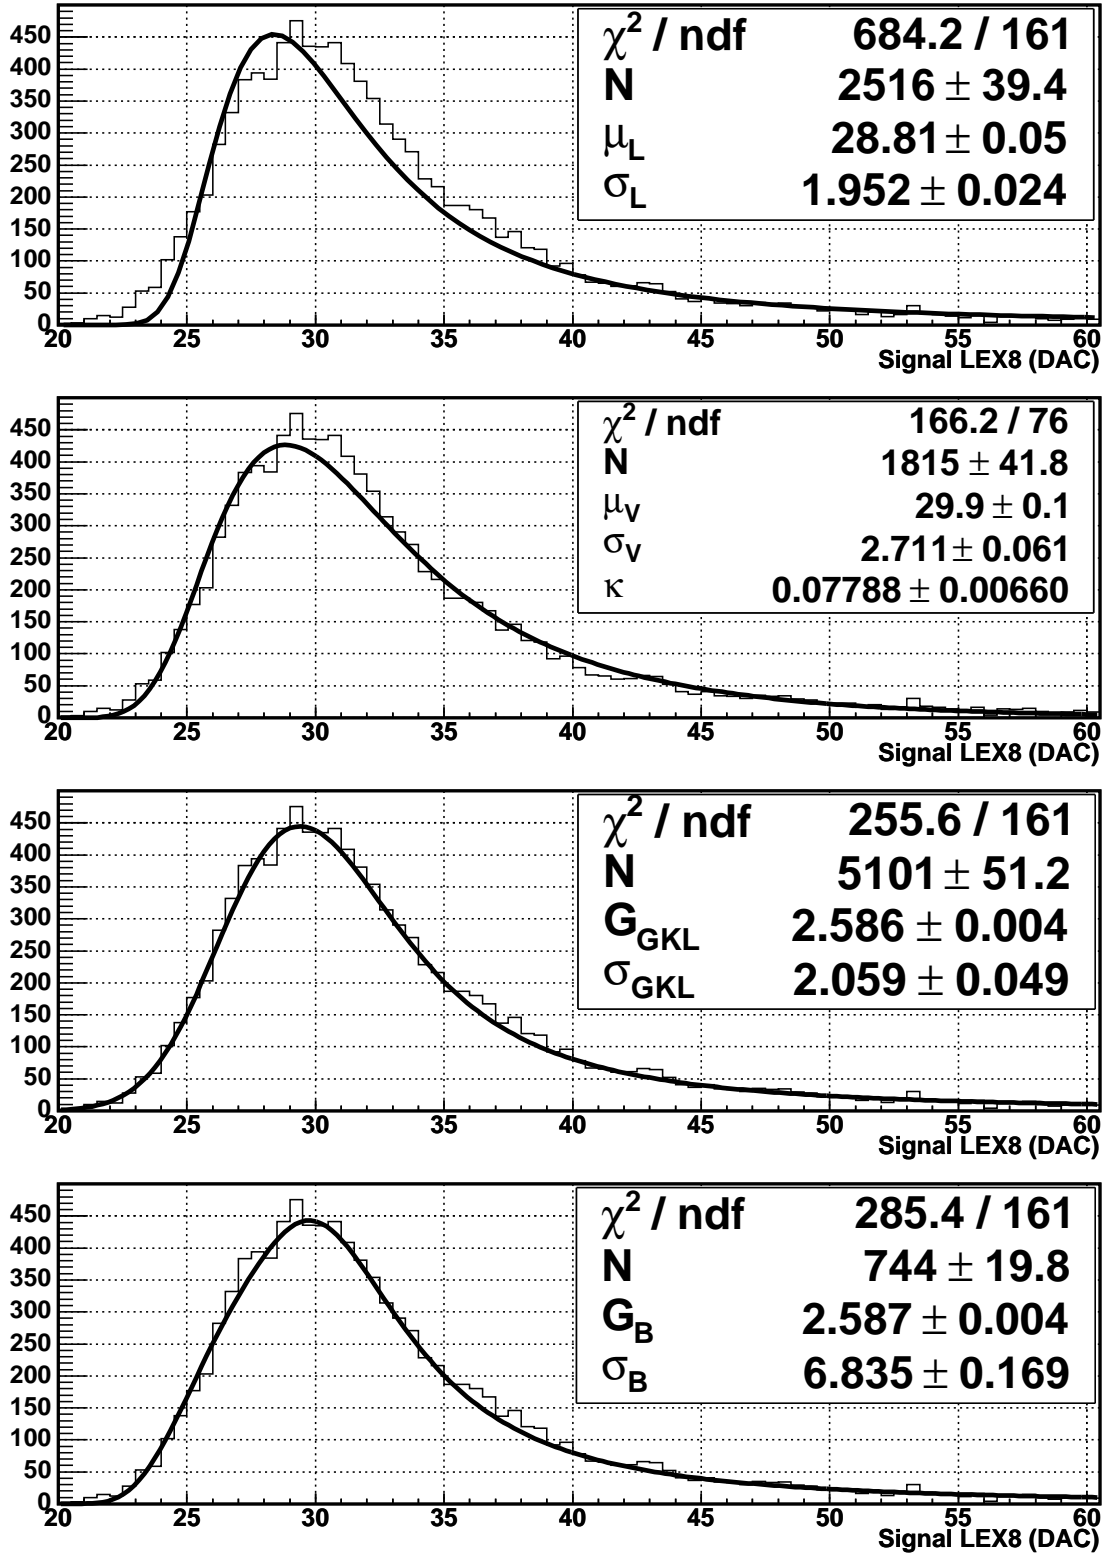 450
400
350
300
250
200
150
100
50
0
χ² / ndf 684.2 / 161
N 2516 ± 39.4
μL 28.81 ± 0.05
σL 1.952 ± 0.024
20 25 30 35 40 45 50 55 60
Signal LEX8 (DAC)
450
400
350
300
250
200
150
100
50
0
χ² / ndf 166.2 / 76
N 1815 ± 41.8
μV 29.9 ± 0.1
σV 2.711 ± 0.061
κ 0.07788 ± 0.00660
20 25 30 35 40 45 50 55 60
Signal LEX8 (DAC)
450
400
350
300
250
200
150
100
50
0
χ² / ndf 255.6 / 161
N 5101 ± 51.2
GGKL 2.586 ± 0.004
σGKL 2.059 ± 0.049
20 25 30 35 40 45 50 55 60
Signal LEX8 (DAC)
450
400
350
300
250
200
150
100
50
0
χ² / ndf 285.4 / 161
N 744 ± 19.8
GB 2.587 ± 0.004
σB 6.835 ± 0.169
20 25 30 35 40 45 50 55 60
Signal LEX8 (DAC)